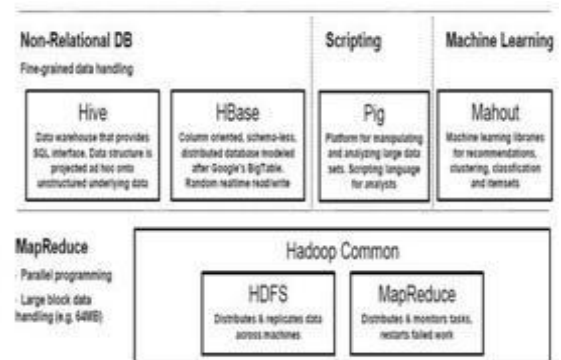 Non-Relational DB
Fine-grained data handling
Hive
Data warehouse that provides
SQL interface. Data structure is
projected ad hoc onto
unstructured underlying data
HBase
Column oriented, schema-less,
distributed database modeled
after Google's BigTable.
Random realtime read/write
Scripting
Pig
Platform for manipulating
and analyzing large data
sets. Scripting language
for analysts
Machine Learning
Mahout
Machine learning libraries
for recommendations,
clustering, classification
and itemsets
MapReduce
- Parallel programming
- Large block data
handling (e.g. 64MB)
Hadoop Common
HDFS
Distributes & replicates data
across machines
MapReduce
Distributes & monitors tasks,
restarts failed work